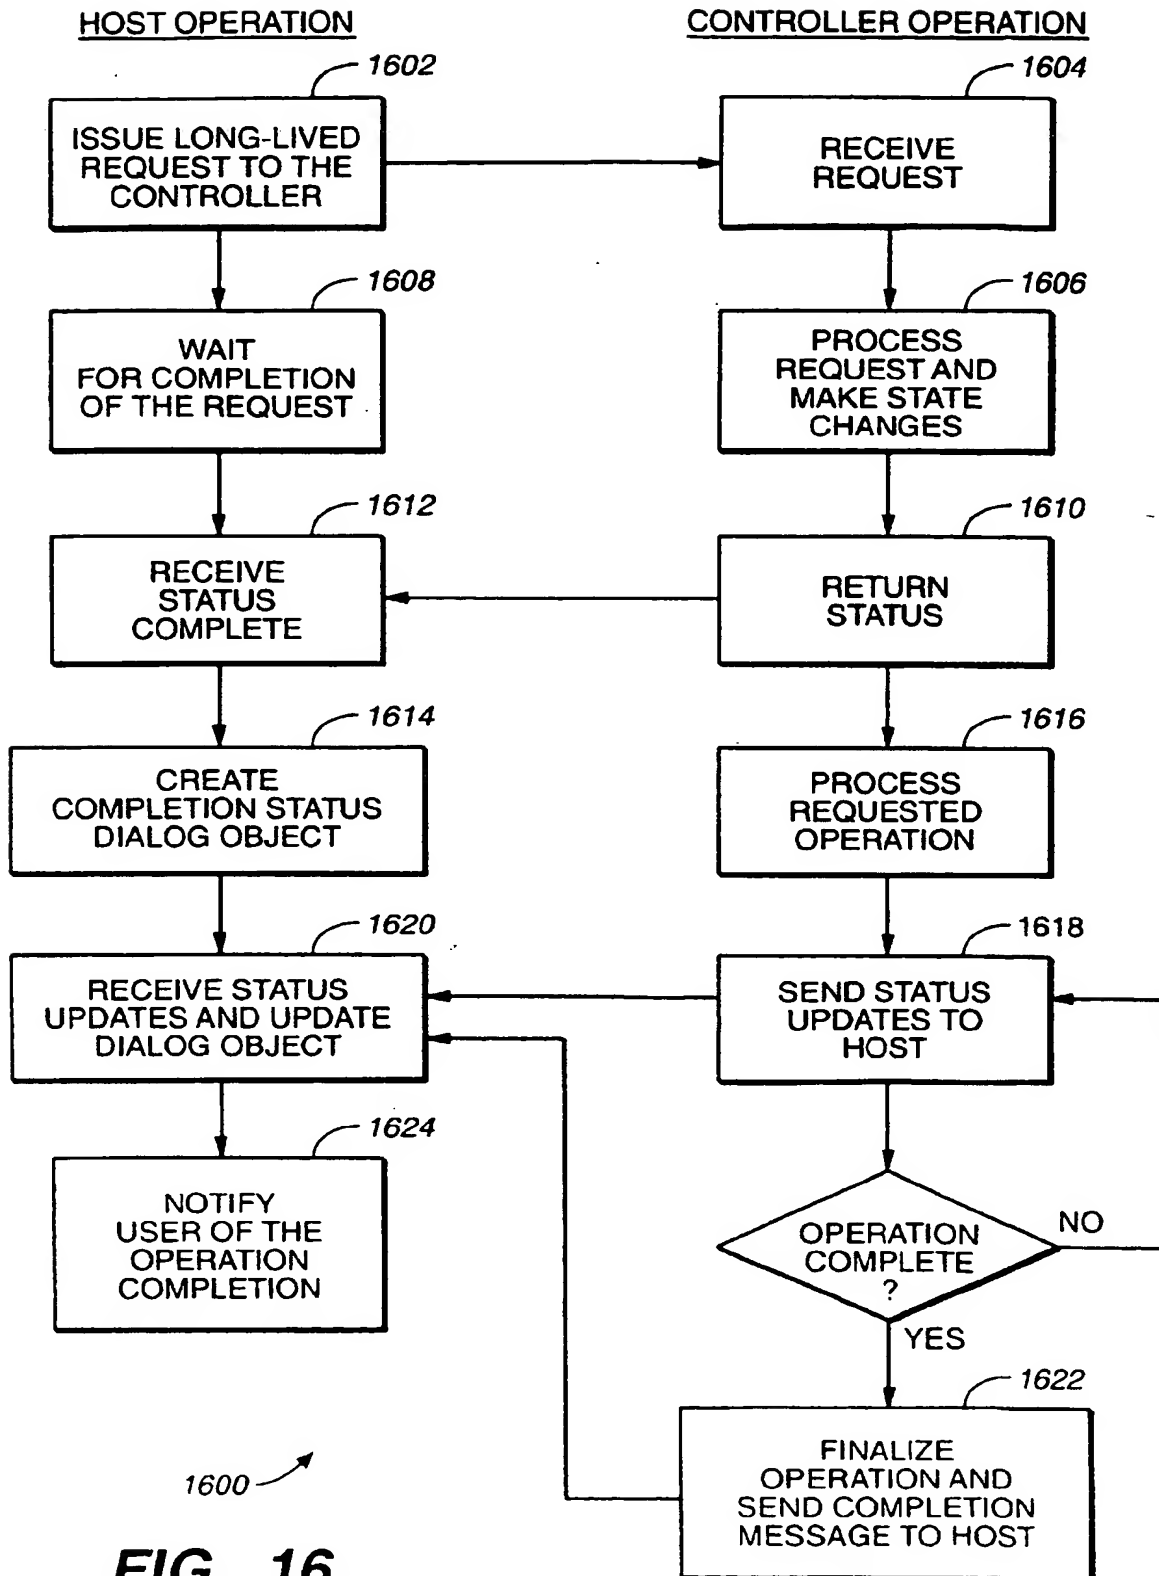 HOST OPERATION
CONTROLLER OPERATION
1602
ISSUE LONG-LIVED
REQUEST TO THE
CONTROLLER
1604
RECEIVE
REQUEST
1608
WAIT
FOR COMPLETION
OF THE REQUEST
1606
PROCESS
REQUEST AND
MAKE STATE
CHANGES
1612
RECEIVE
STATUS
COMPLETE
1610
RETURN
STATUS
1614
CREATE
COMPLETION STATUS
DIALOG OBJECT
1616
PROCESS
REQUESTED
OPERATION
1620
RECEIVE STATUS
UPDATES AND UPDATE
DIALOG OBJECT
1618
SEND STATUS
UPDATES TO
HOST
1624
NOTIFY
USER OF THE
OPERATION
COMPLETION
OPERATION
COMPLETE
?
NO
YES
1622
FINALIZE
OPERATION AND
SEND COMPLETION
MESSAGE TO HOST
1600
FIG. 16